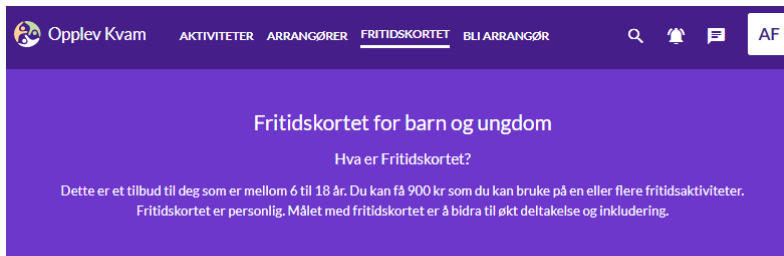 Opplev Kvam AKTIVITETER ARRANGØRER FRITIDSKORTET BLI ARRANGØR AF
Fritidskortet for barn og ungdom
Hva er Fritidskortet?
Dette er et tilbud til deg som er mellom 6 til 18 år. Du kan få 900 kr som du kan bruke på en eller flere fritidsaktiviteter.
Fritidskortet er personlig. Målet med fritidskortet er å bidra til økt deltakelse og inkludering.